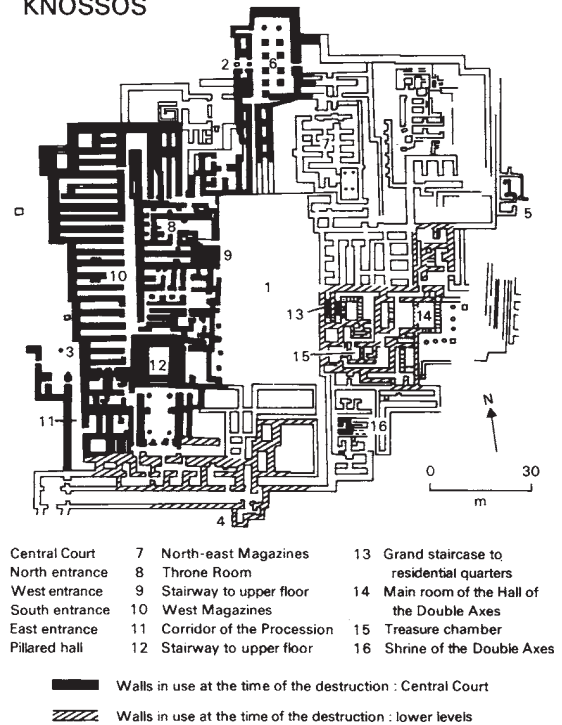 KNOSSOS
2
6
7
5
8
9
10
1
13
14
3
15
12
11
16
N
0 30
m
4
Central Court 7 North-east Magazines 13 Grand staircase to
North entrance 8 Throne Room residential quarters
West entrance 9 Stairway to upper floor 14 Main room of the Hall of
South entrance 10 West Magazines the Double Axes
East entrance 11 Corridor of the Procession 15 Treasure chamber
Pillared hall 12 Stairway to upper floor 16 Shrine of the Double Axes
Walls in use at the time of the destruction : Central Court
Walls in use at the time of the destruction : lower levels